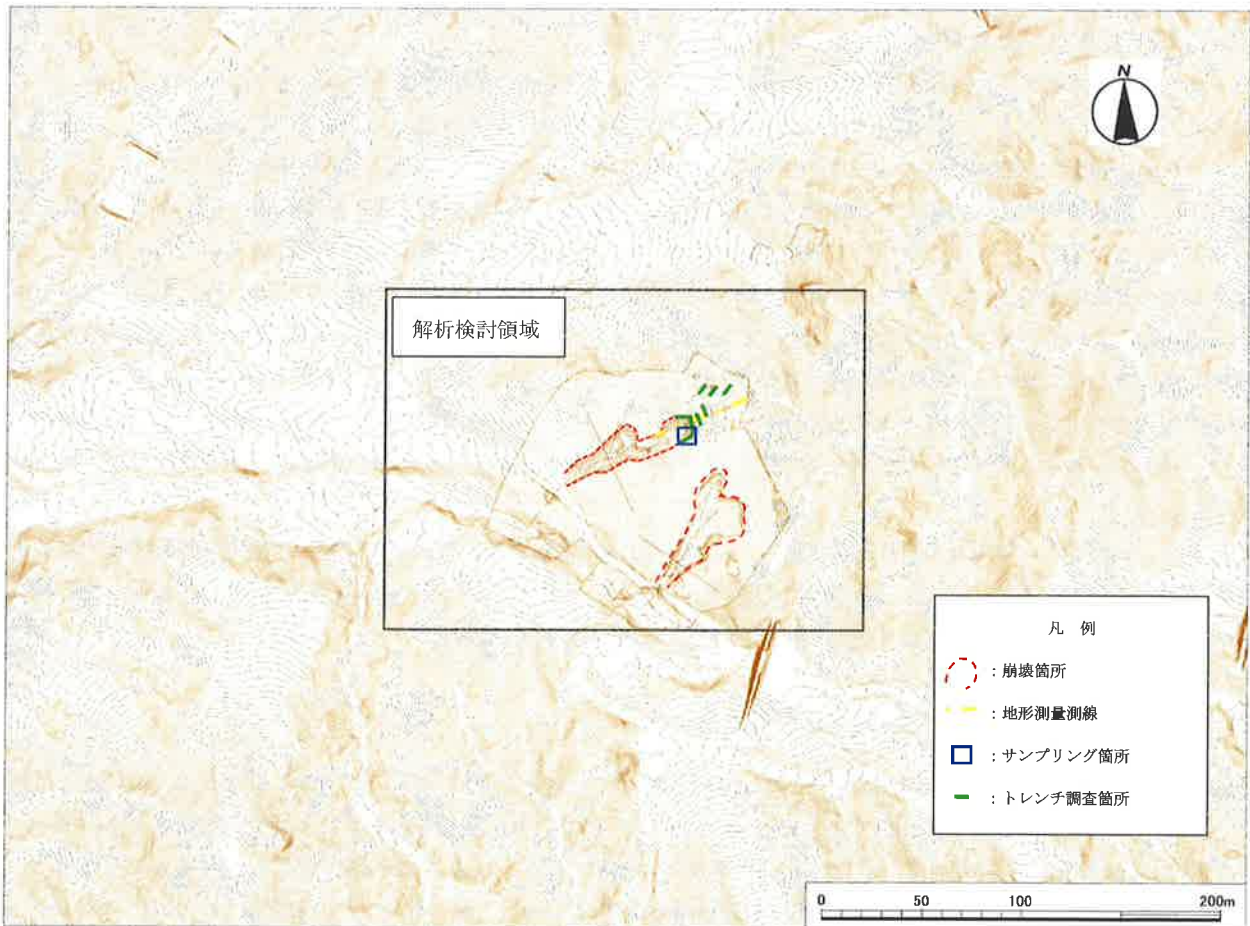 N
解析検討領域
凡 例
：崩壊箇所
：地形測量測線
：サンプリング箇所
：トレンチ調査箇所
0 50 100 200m